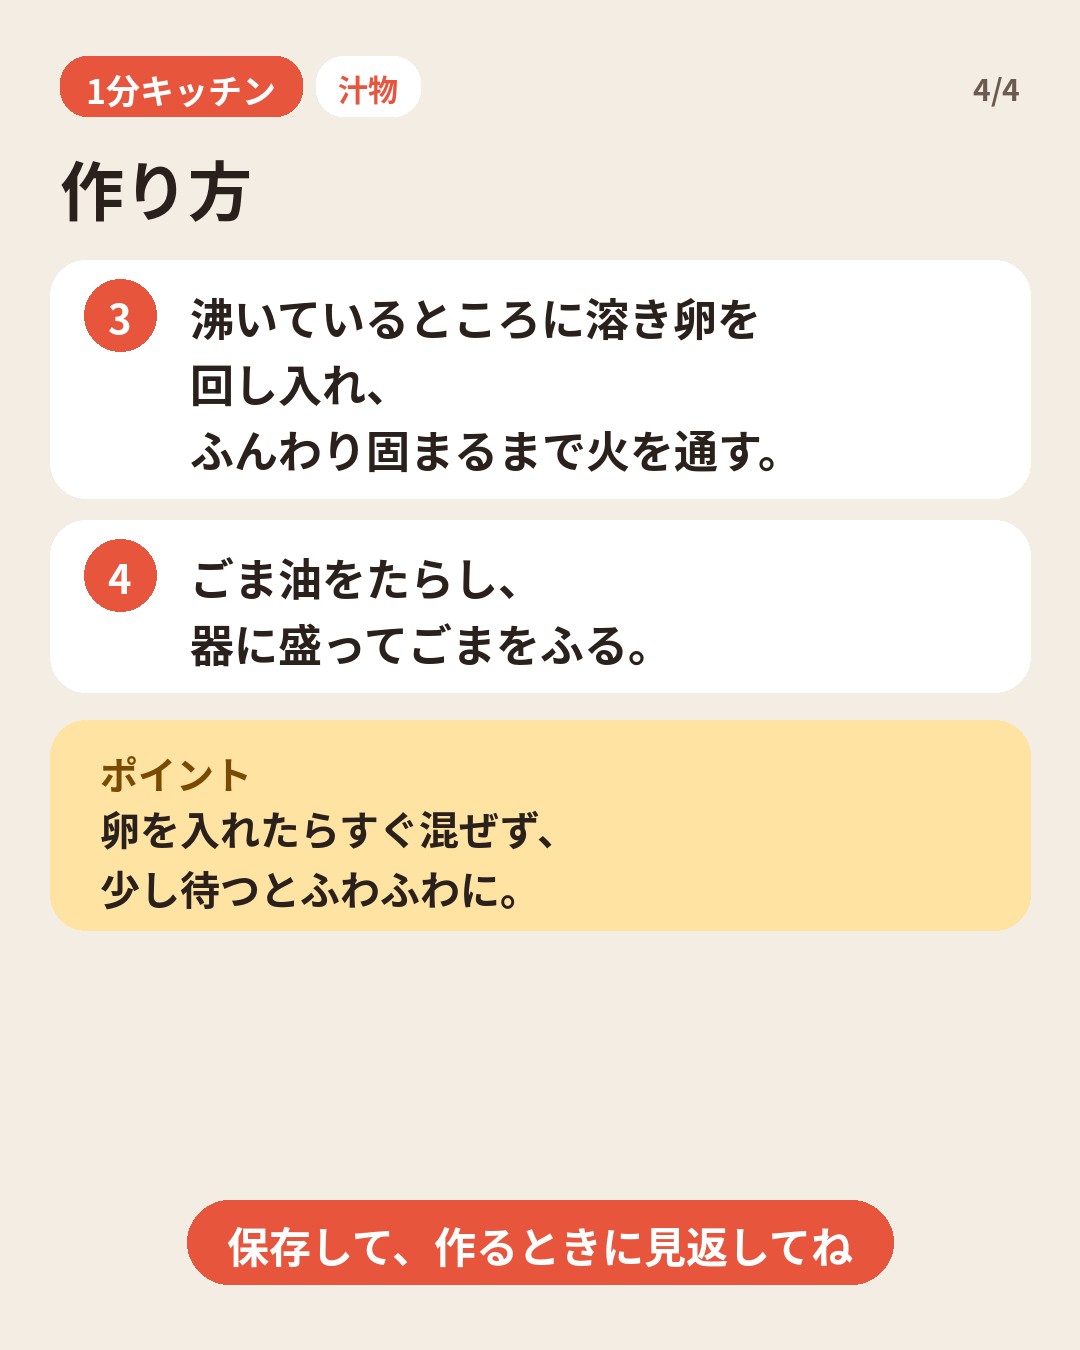 1分キッチン 汁物 4/4
作り方
3 沸いているところに溶き卵を
回し入れ、
ふんわり固まるまで火を通す。
4 ごま油をたらし、
器に盛ってごまをふる。
ポイント
卵を入れたらすぐ混ぜず、
少し待つとふわふわに。
保存して、作るときに見返してね